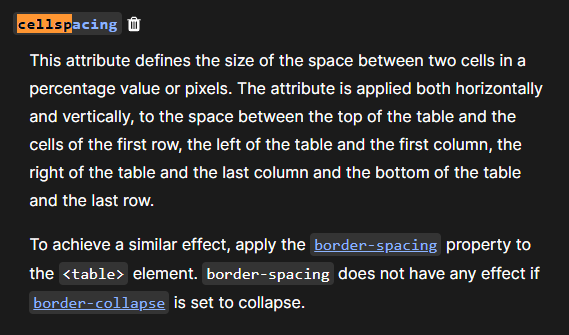 cellspacing
This attribute defines the size of the space between two cells in a
percentage value or pixels. The attribute is applied both horizontally
and vertically, to the space between the top of the table and the
cells of the first row, the left of the table and the first column, the
right of the table and the last column and the bottom of the table
and the last row.
To achieve a similar effect, apply the border-spacing property to
the <table> element. border-spacing does not have any effect if
border-collapse is set to collapse.